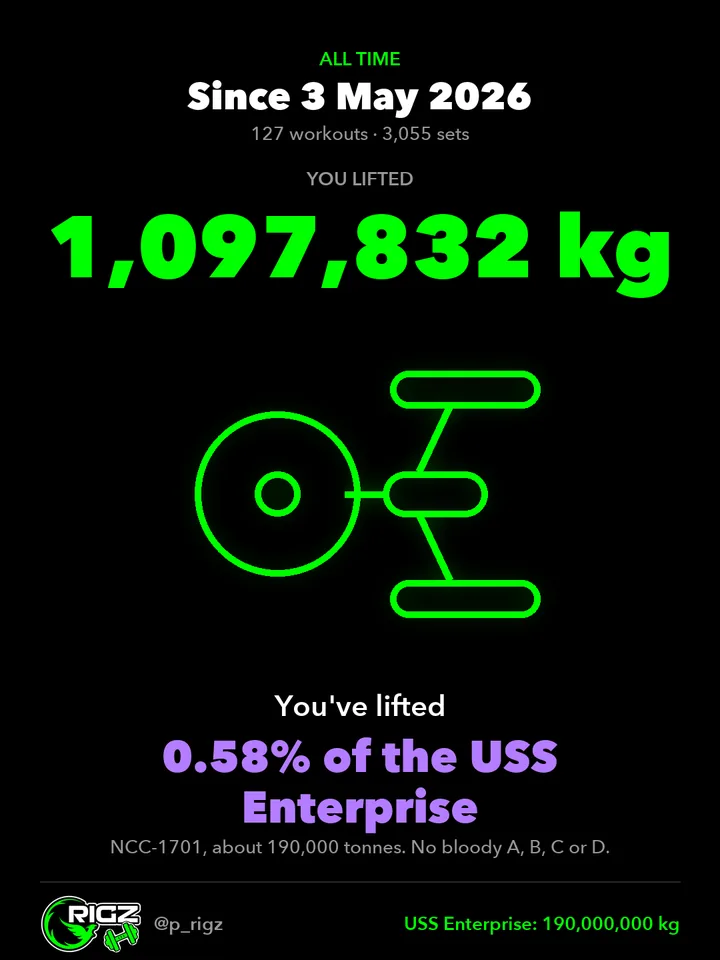 ALL TIME
Since 3 May 2026
127 workouts · 3,055 sets
YOU LIFTED
1,097,832 kg
You've lifted
0.58% of the USS
Enterprise
NCC-1701, about 190,000 tonnes. No bloody A, B, C or D.
RIGZ
@p_rigz
USS Enterprise: 190,000,000 kg